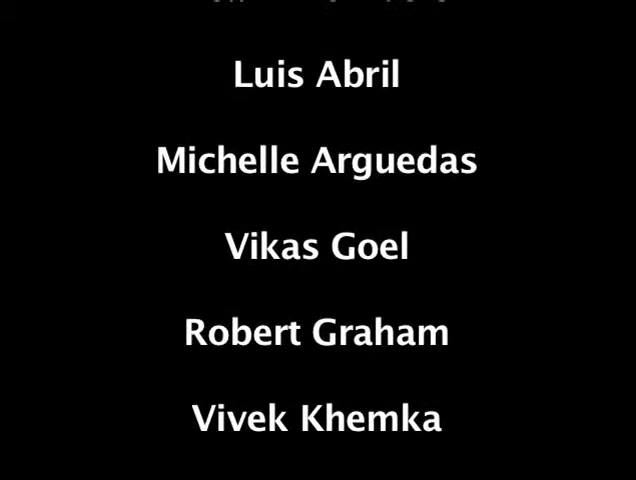 Luis Abril
Michelle Arguedas
Vikas Goel
Robert Graham
Vivek Khemka